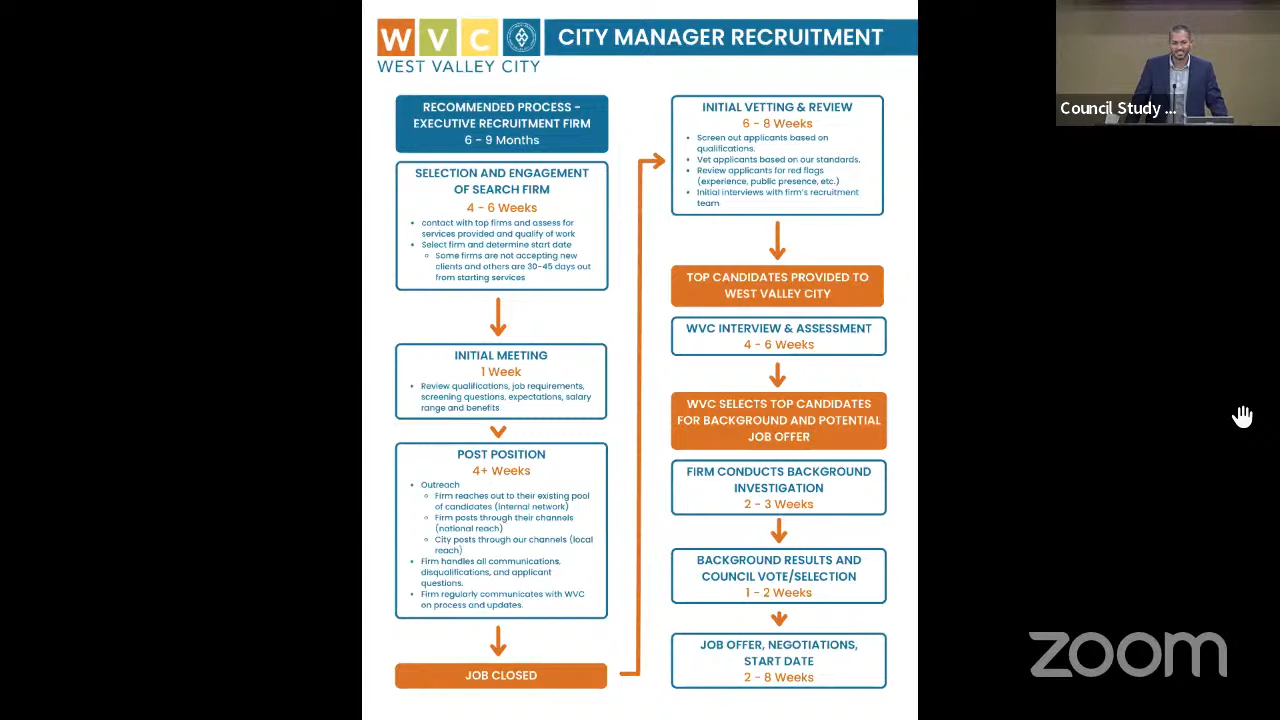 WVC
WEST VALLEY CITY
CITY MANAGER RECRUITMENT
RECOMMENDED PROCESS -
EXECUTIVE RECRUITMENT FIRM
6 - 9 Months
SELECTION AND ENGAGEMENT
OF SEARCH FIRM
4 - 6 Weeks
• contact with top firms and assess for
services provided and quality of work
• Select firm and determine start date
○ Some firms are not accepting new
clients and others are 30-45 days out
from starting services
INITIAL MEETING
1 Week
• Review qualifications, job requirements,
screening questions, expectations, salary
range and benefits
POST POSITION
4+ Weeks
• Outreach
○ Firm reaches out to their existing pool
of candidates (internal network)
○ Firm posts through their channels
(national reach)
○ City posts through our channels (local
reach)
• Firm handles all communications,
disqualifications, and applicant
questions.
• Firm regularly communicates with WVC
on process and updates.
JOB CLOSED
INITIAL VETTING & REVIEW
6 - 8 Weeks
• Screen out applicants based on
qualifications.
• Vet applicants based on our standards.
• Review applicants for red flags
(experience, public presence, etc.)
• Initial interviews with firm's recruitment
team
TOP CANDIDATES PROVIDED TO
WEST VALLEY CITY
WVC INTERVIEW & ASSESSMENT
4 - 6 Weeks
WVC SELECTS TOP CANDIDATES
FOR BACKGROUND AND POTENTIAL
JOB OFFER
FIRM CONDUCTS BACKGROUND
INVESTIGATION
2 - 3 Weeks
BACKGROUND RESULTS AND
COUNCIL VOTE/SELECTION
1 - 2 Weeks
JOB OFFER, NEGOTIATIONS,
START DATE
2 - 8 Weeks
Council Study ...
zoom